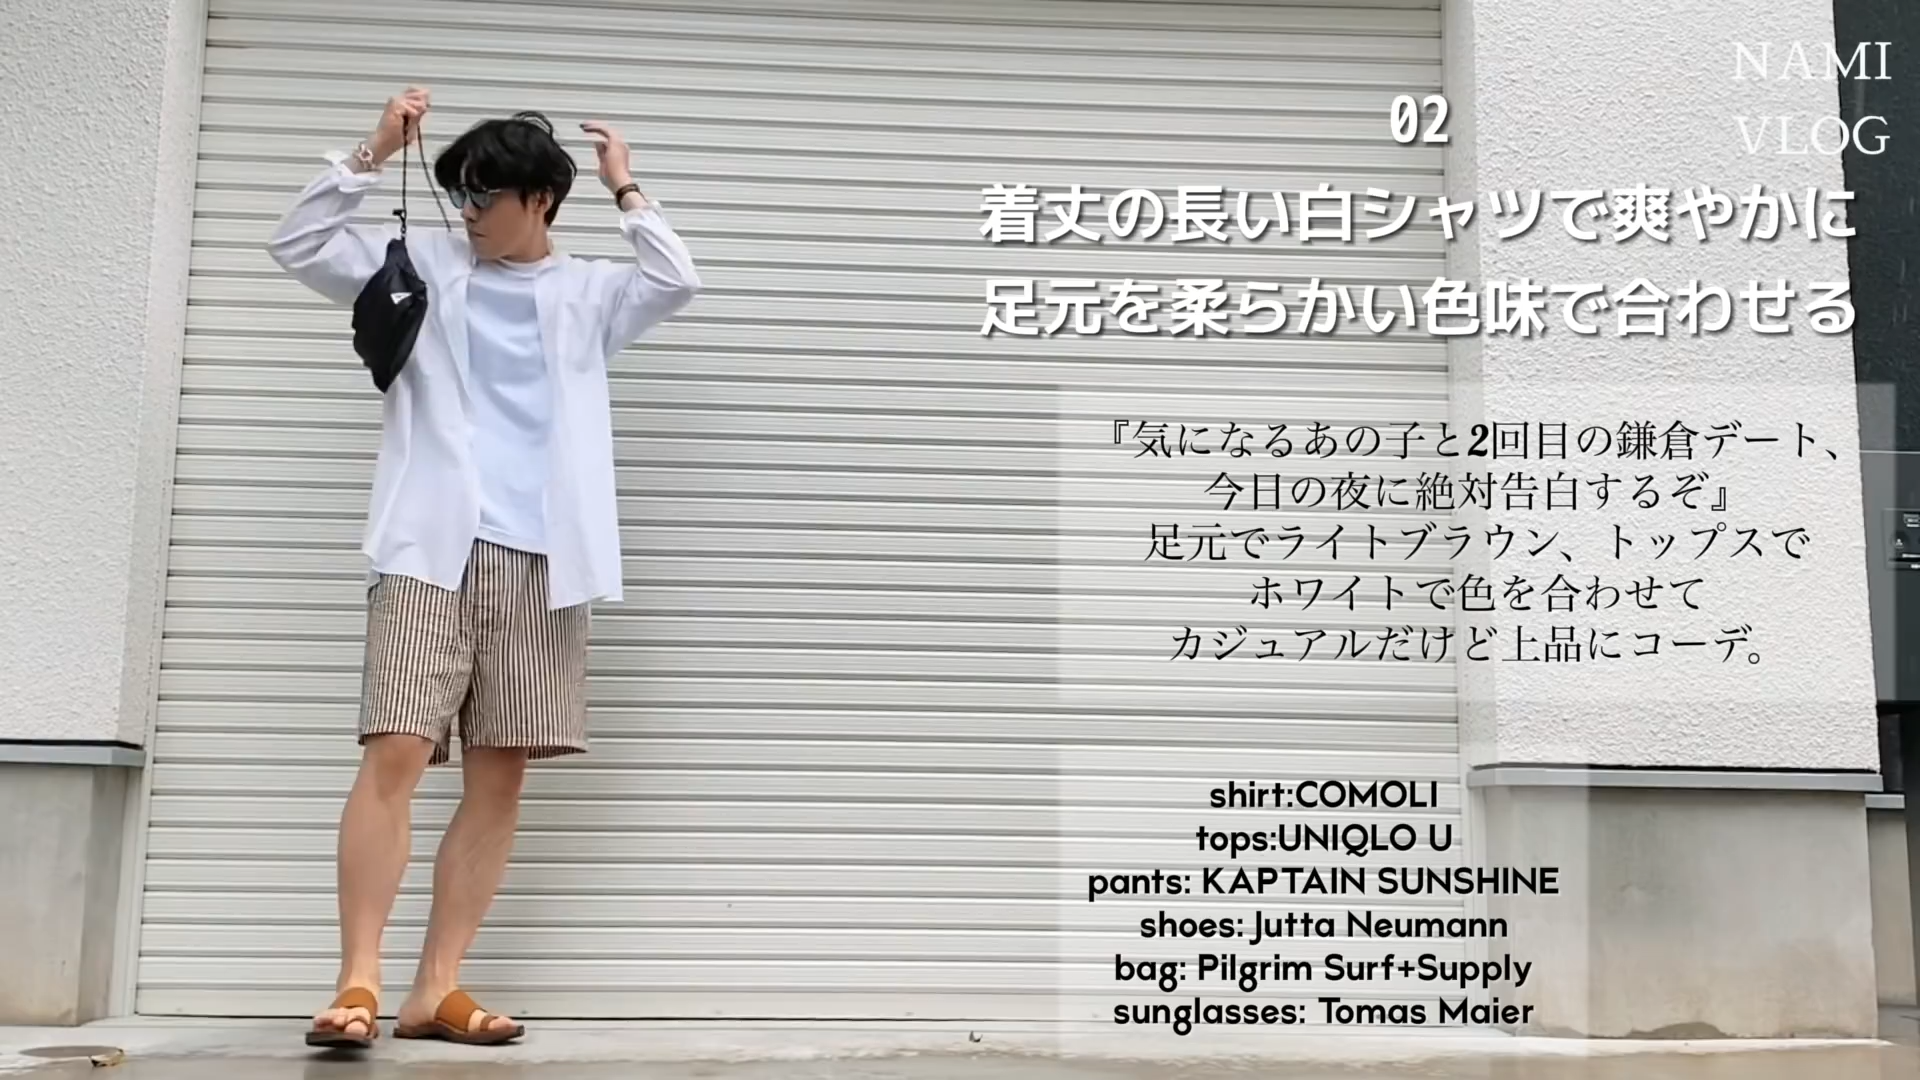 NAMI
VLOG
02
着丈の長い白シャツで爽やかに
足元を柔らかい色味で合わせる
『気になるあの子と2回目の鎌倉デート、
今日の夜に絶対告白するぞ』
足元でライトブラウン、トップスで
ホワイトで色を合わせて
カジュアルだけど上品にコーデ。
shirt:COMOLI
tops:UNIQLO U
pants: KAPTAIN SUNSHINE
shoes: Jutta Neumann
bag: Pilgrim Surf+Supply
sunglasses: Tomas Maier